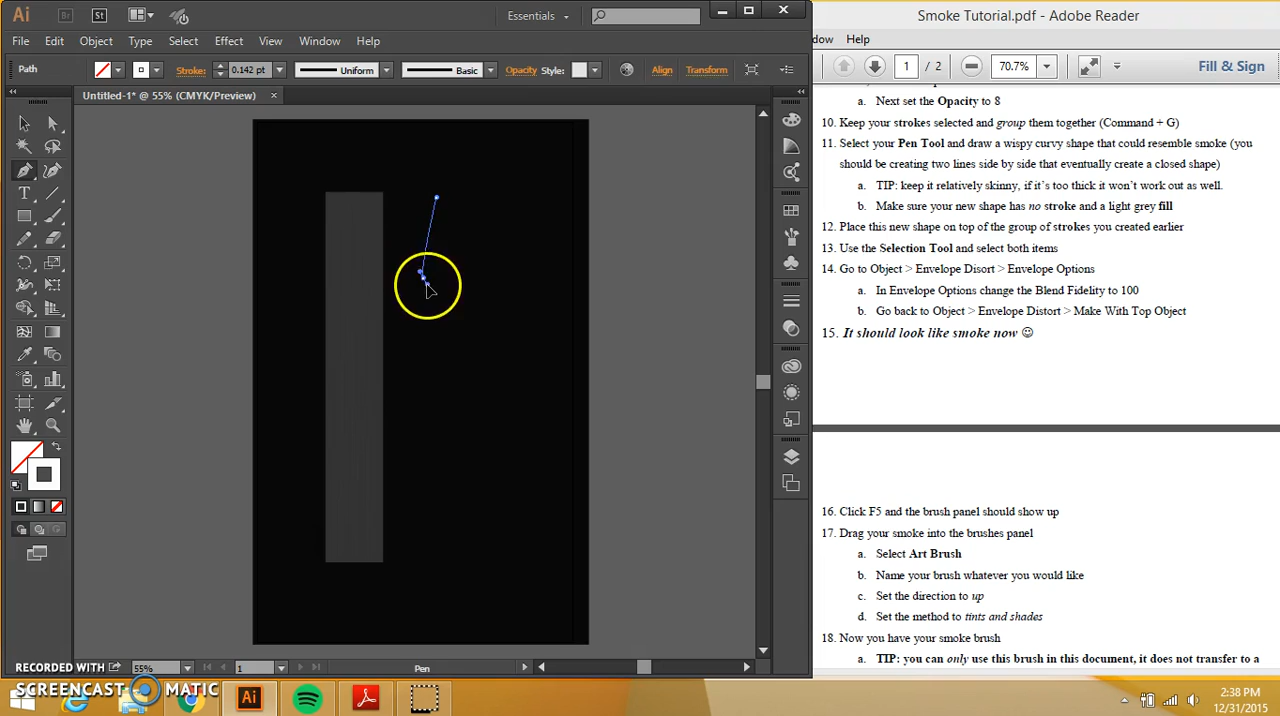 Ai
Br
St
Essentials
File Edit Object Type Select Effect View Window Help
Path
Stroke:
0.142 pt
Uniform
Basic
Opacity
Style:
Align
Transform
Untitled-1* @ 55% (CMYK/Preview)
55%
1
Pen
RECORDED WITH
SCREENCAST MATIC
Smoke Tutorial.pdf - Adobe Reader
dow Help
1 / 2
70.7%
Fill & Sign
a. Next set the Opacity to 8
10. Keep your strokes selected and group them together (Command + G)
11. Select your Pen Tool and draw a wispy curvy shape that could resemble smoke (you
should be creating two lines side by side that eventually create a closed shape)
a. TIP: keep it relatively skinny, if it's too thick it won't work out as well.
b. Make sure your new shape has no stroke and a light grey fill
12. Place this new shape on top of the group of strokes you created earlier
13. Use the Selection Tool and select both items
14. Go to Object > Envelope Disort > Envelope Options
a. In Envelope Options change the Blend Fidelity to 100
b. Go back to Object > Envelope Distort > Make With Top Object
15. It should look like smoke now ☺
16. Click F5 and the brush panel should show up
17. Drag your smoke into the brushes panel
a. Select Art Brush
b. Name your brush whatever you would like
c. Set the direction to up
d. Set the method to tints and shades
18. Now you have your smoke brush
a. TIP: you can only use this brush in this document, it does not transfer to a
Ai
2:38 PM
12/31/2015